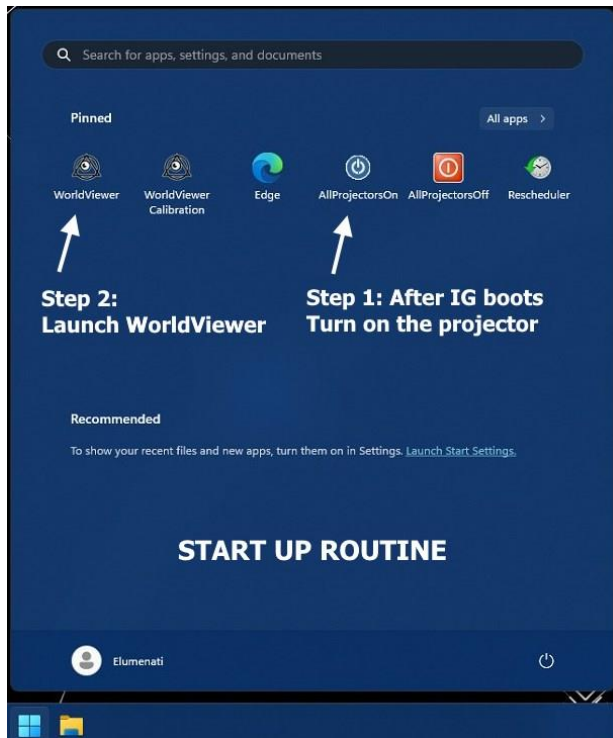 Search for apps, settings, and documents
Pinned
All apps >
WorldViewer
WorldViewer
Calibration
Edge
AllProjectorsOn
AllProjectorsOff
Rescheduler
Step 2:
Launch WorldViewer
Step 1: After IG boots
Turn on the projector
Recommended
To show your recent files and new apps, turn them on in Settings. Launch Start Settings.
START UP ROUTINE
Elumenati